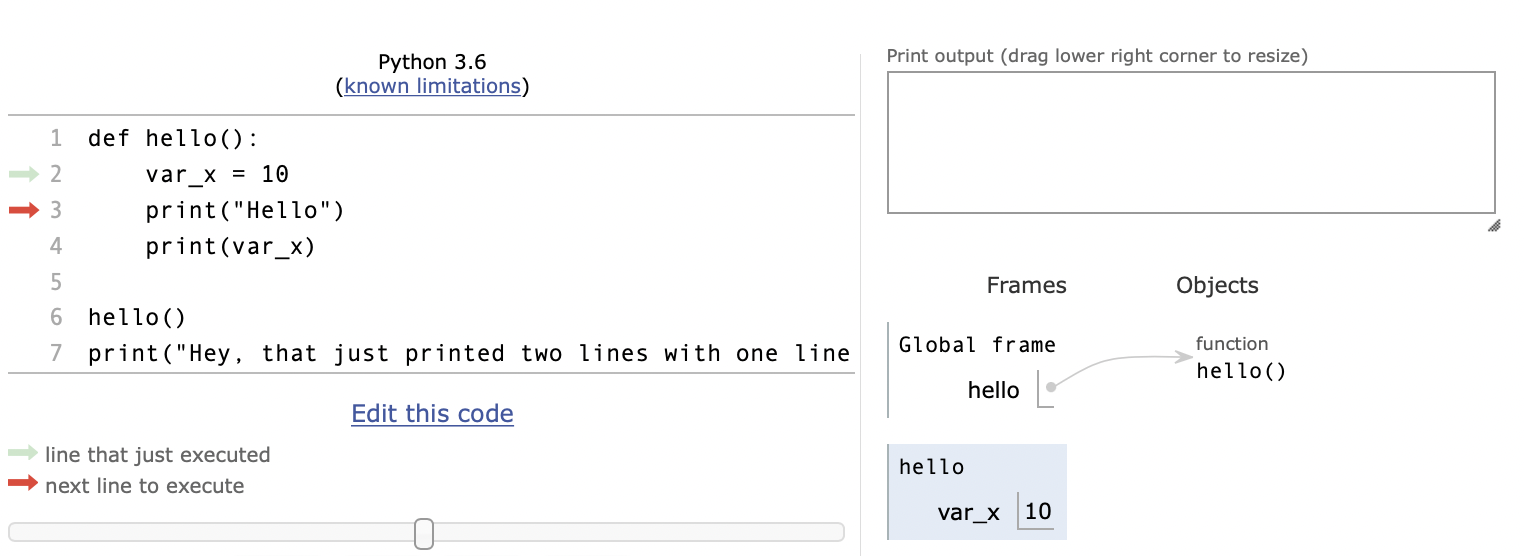 Python 3.6
(known limitations)
1 def hello():
2     var_x = 10
3     print("Hello")
4     print(var_x)
5
6 hello()
7 print("Hey, that just printed two lines with one line
Edit this code
line that just executed
next line to execute
Print output (drag lower right corner to resize)
Frames Objects
Global frame
hello
function
hello()
hello
var_x 10